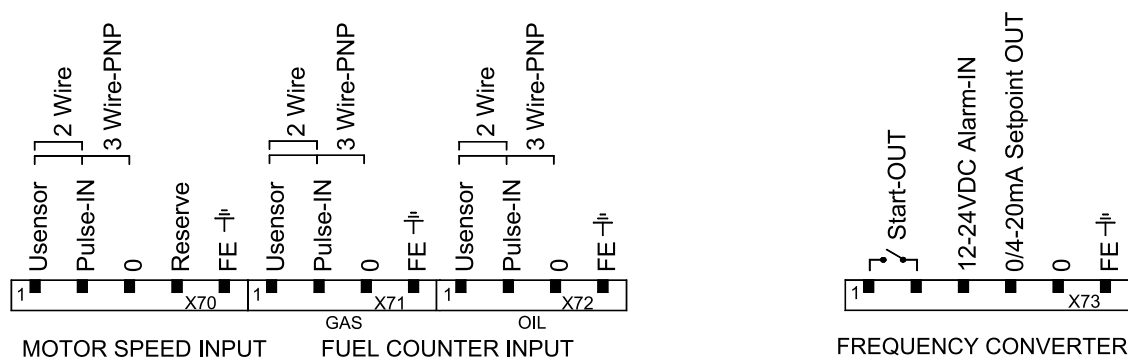 2 Wire
3 Wire-PNP
2 Wire
3 Wire-PNP
2 Wire
3 Wire-PNP
Usensor
Pulse-IN
0
Reserve
FE
Usensor
Pulse-IN
0
FE
Usensor
Pulse-IN
0
FE
Start-OUT
12-24VDC Alarm-IN
0/4-20mA Setpoint OUT
0
FE
1
X70
1
X71
1
X72
1
X73
GAS
OIL
MOTOR SPEED INPUT
FUEL COUNTER INPUT
FREQUENCY CONVERTER